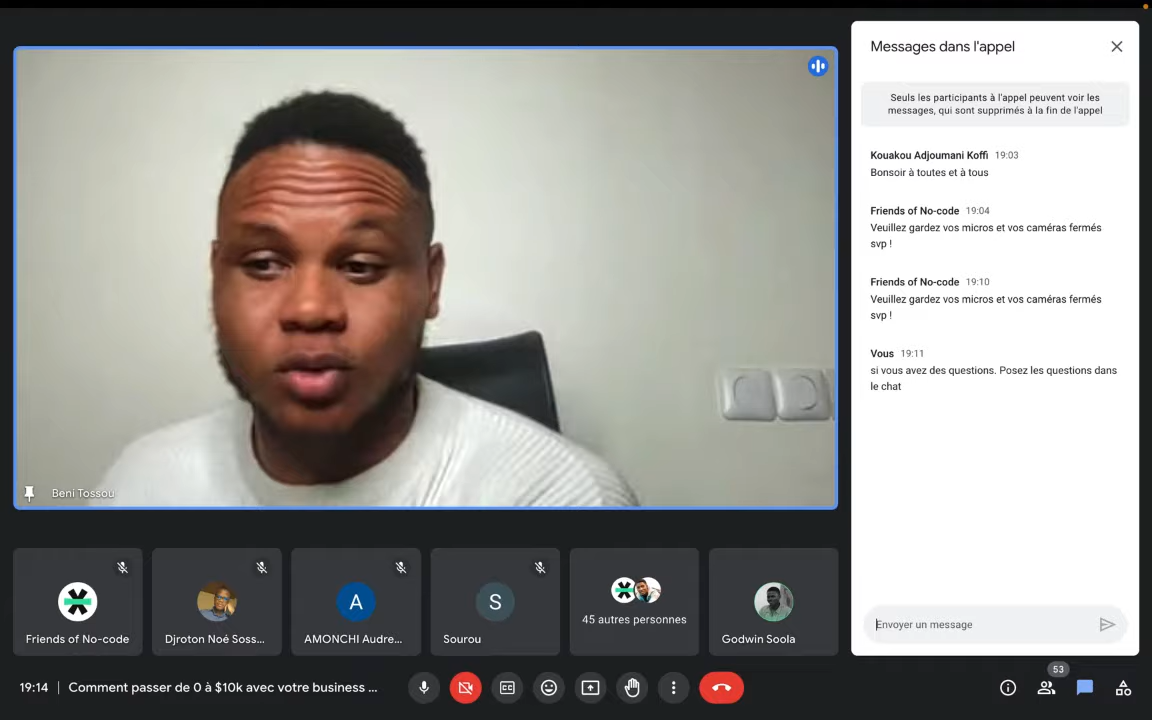 Messages dans l'appel
Seuls les participants à l'appel peuvent voir les
messages, qui sont supprimés à la fin de l'appel
Kouakou Adjoumani Koffi 19:03
Bonsoir à toutes et à tous
Friends of No-code 19:04
Veuillez gardez vos micros et vos caméras fermés
svp !
Friends of No-code 19:10
Veuillez gardez vos micros et vos caméras fermés
svp !
Vous 19:11
si vous avez des questions. Posez les questions dans
le chat
Envoyer un message
Beni Tossou
Friends of No-code
Djroton Noé Soss...
A
AMONCHI Audre...
S
Sourou
45 autres personnes
Godwin Soola
19:14 | Comment passer de 0 à $10k avec votre business ...
53